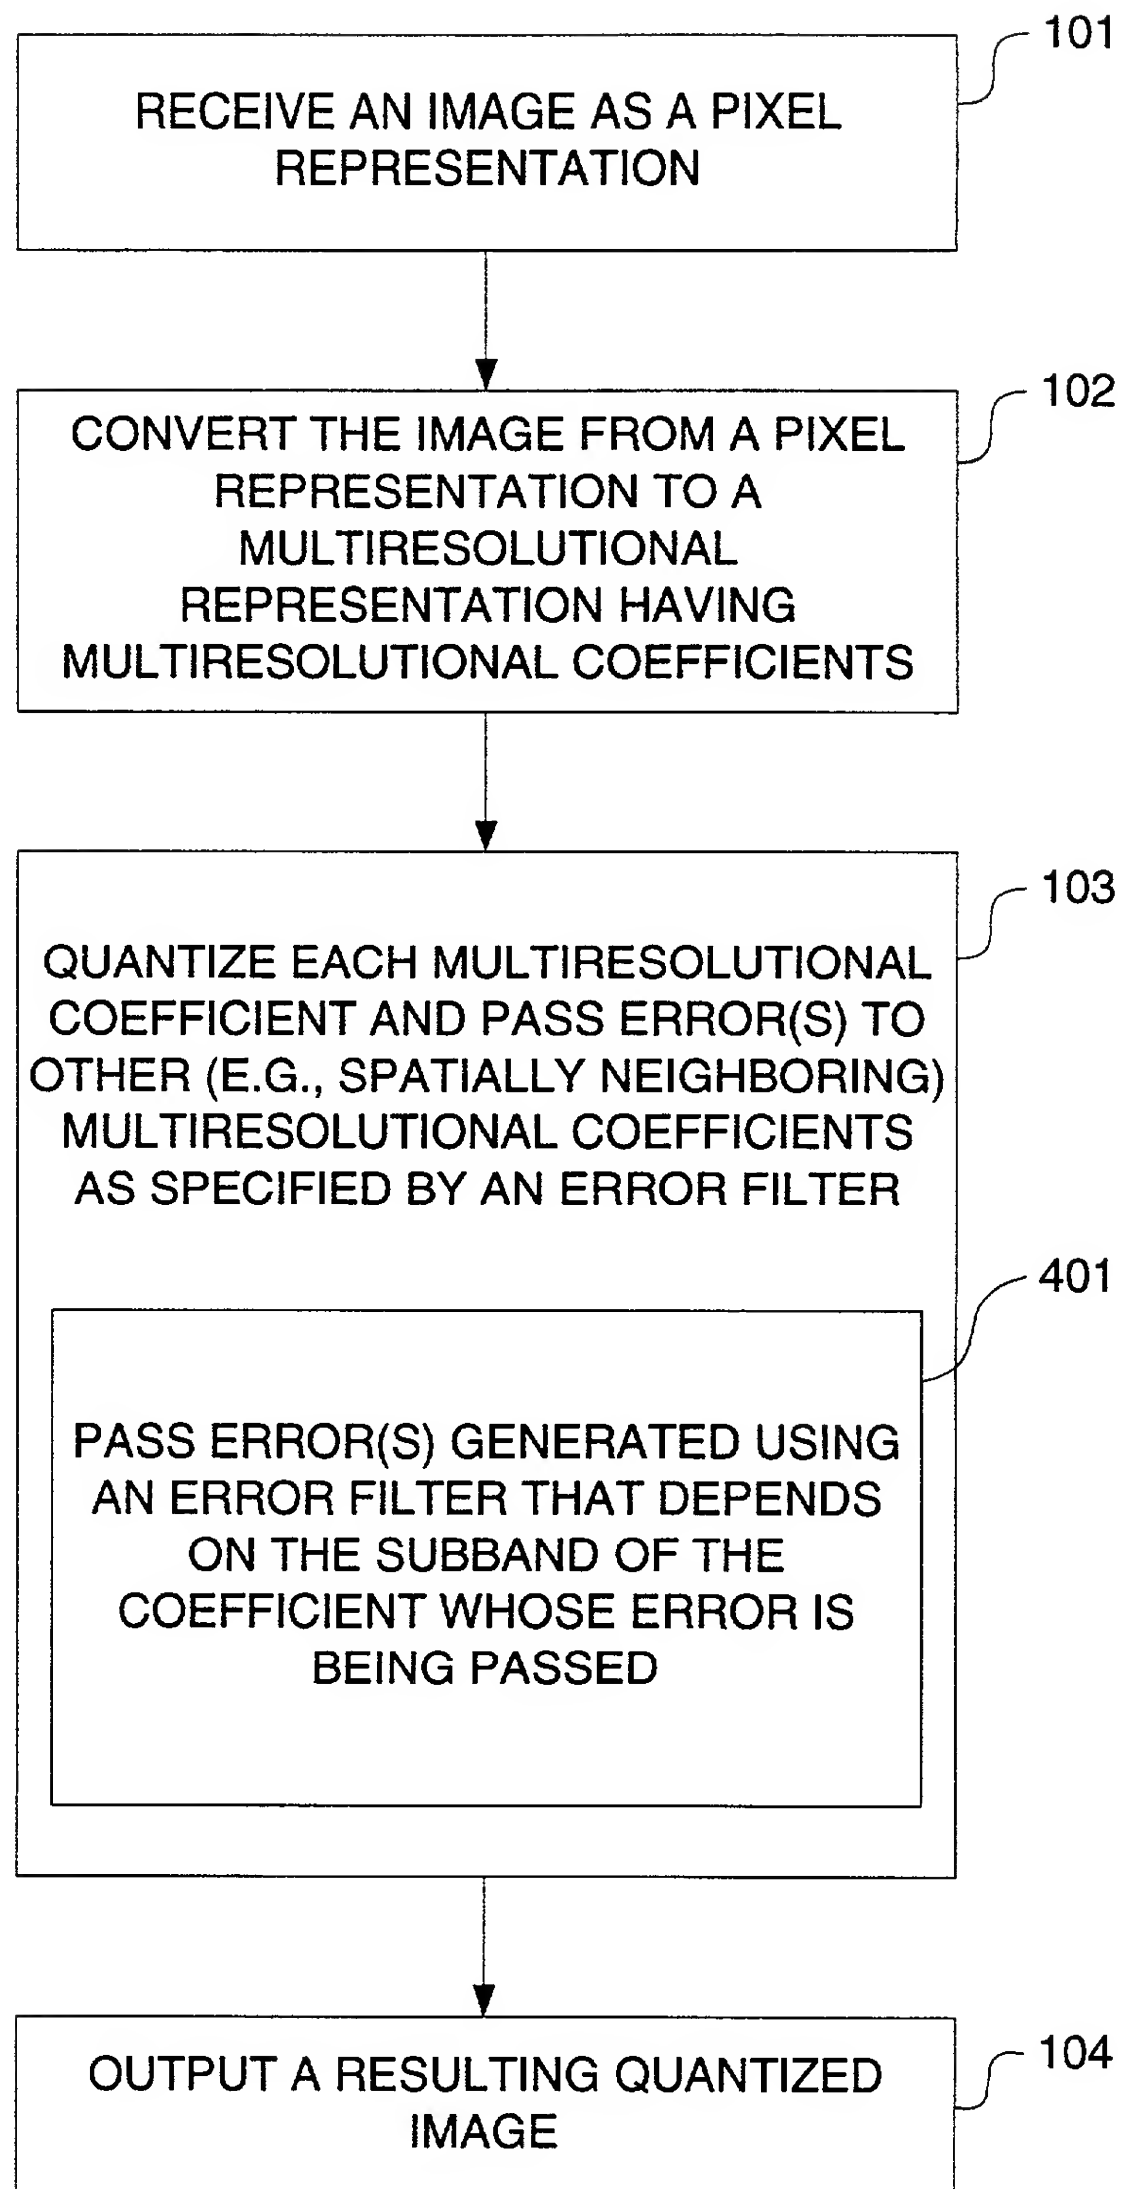 101
RECEIVE AN IMAGE AS A PIXEL
REPRESENTATION
102
CONVERT THE IMAGE FROM A PIXEL
REPRESENTATION TO A
MULTIRESOLUTIONAL
REPRESENTATION HAVING
MULTIRESOLUTIONAL COEFFICIENTS
103
QUANTIZE EACH MULTIRESOLUTIONAL
COEFFICIENT AND PASS ERROR(S) TO
OTHER (E.G., SPATIALLY NEIGHBORING)
MULTIRESOLUTIONAL COEFFICIENTS
AS SPECIFIED BY AN ERROR FILTER
401
PASS ERROR(S) GENERATED USING
AN ERROR FILTER THAT DEPENDS
ON THE SUBBAND OF THE
COEFFICIENT WHOSE ERROR IS
BEING PASSED
104
OUTPUT A RESULTING QUANTIZED
IMAGE